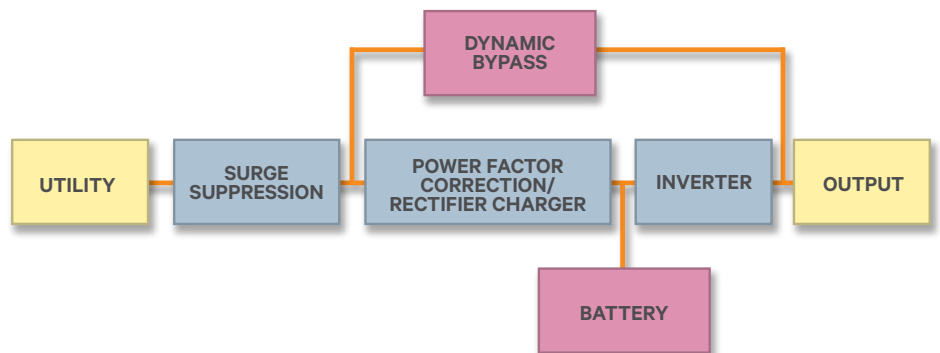 DYNAMIC
BYPASS
UTILITY
SURGE
SUPPRESSION
POWER FACTOR
CORRECTION/
RECTIFIER CHARGER
INVERTER
OUTPUT
BATTERY